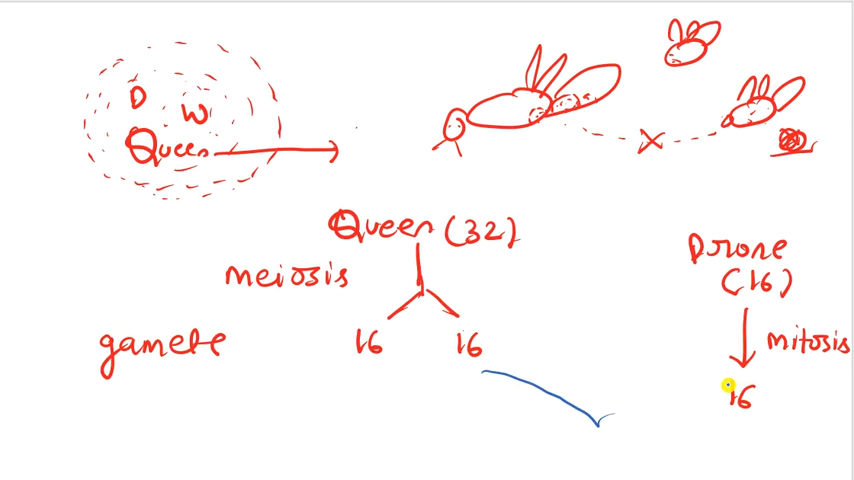 D
W
Queen
Queen (32)
meiosis
Drone
(16)
mitosis
gamete
16 16
16